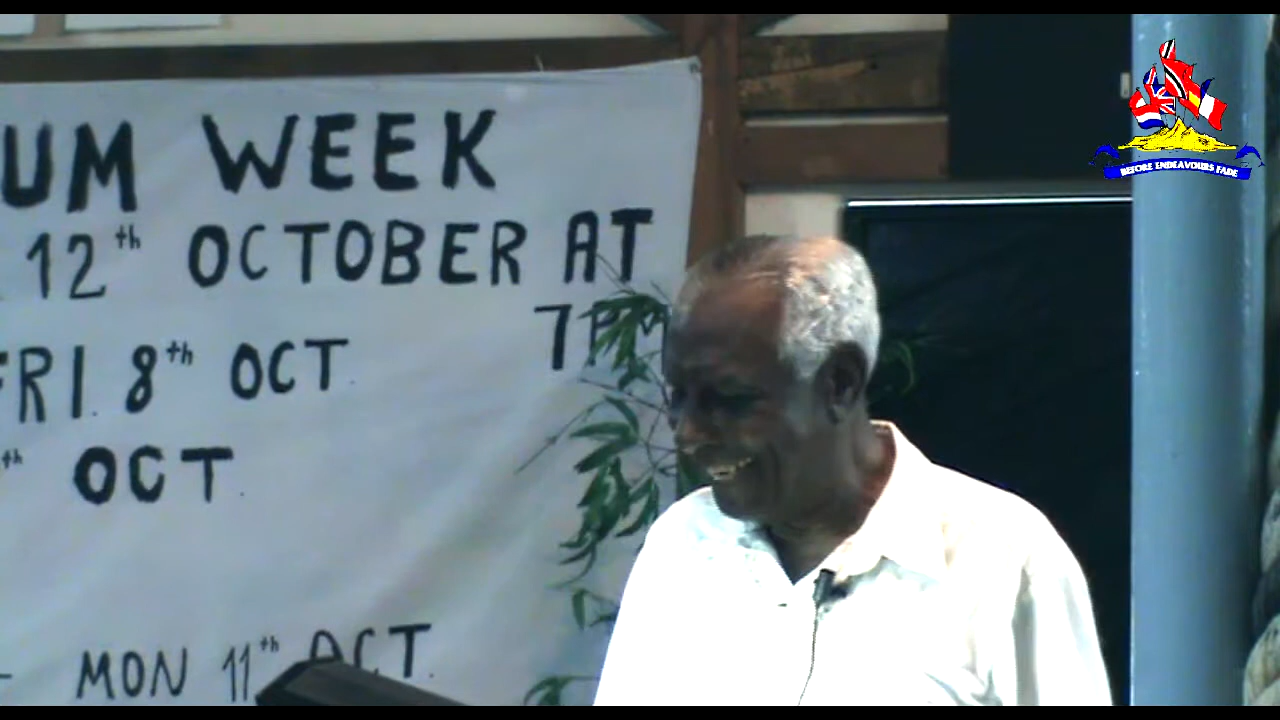 UM WEEK
12th OCTOBER AT
7PM
FRI. 8th OCT.
th OCT.
MON 11th OCT.
BEFORE ENDEAVOURS FADE